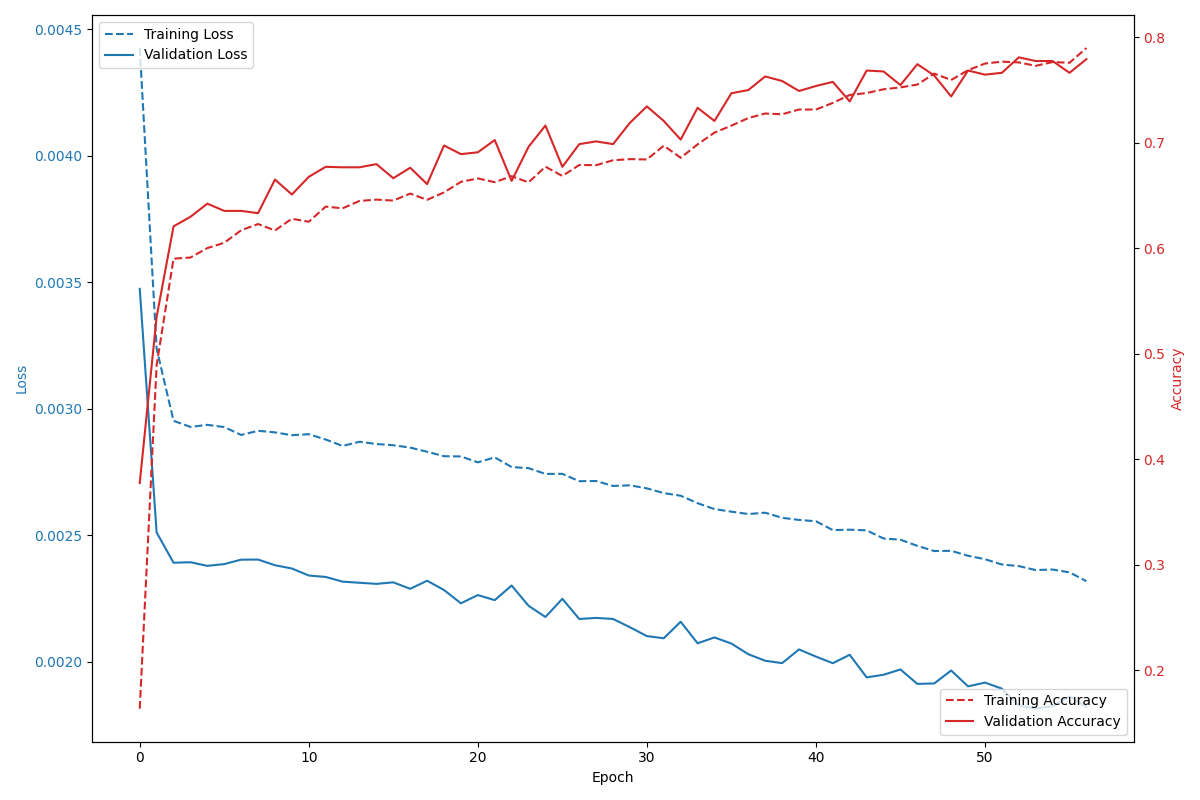 Training Loss
Validation Loss
0.0045
0.0040
0.0035
0.0030
0.0025
0.0020
Loss
0.8
0.7
0.6
0.5
0.4
0.3
0.2
Accuracy
Training Accuracy
Validation Accuracy
0 10 20 30 40 50
Epoch